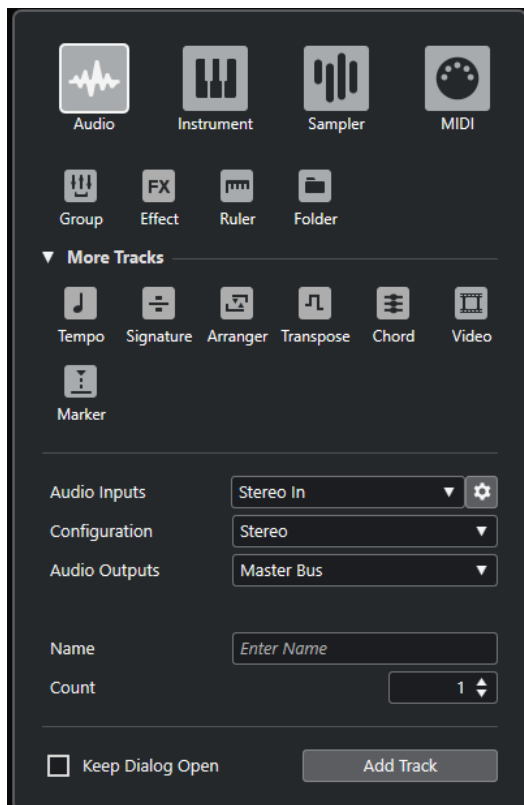 Audio Instrument Sampler MIDI
FX
Group Effect Ruler Folder
More Tracks
Tempo Signature Arranger Transpose Chord Video
Marker
Audio Inputs Stereo In
Configuration Stereo
Audio Outputs Master Bus
Name Enter Name
Count 1
Keep Dialog Open Add Track